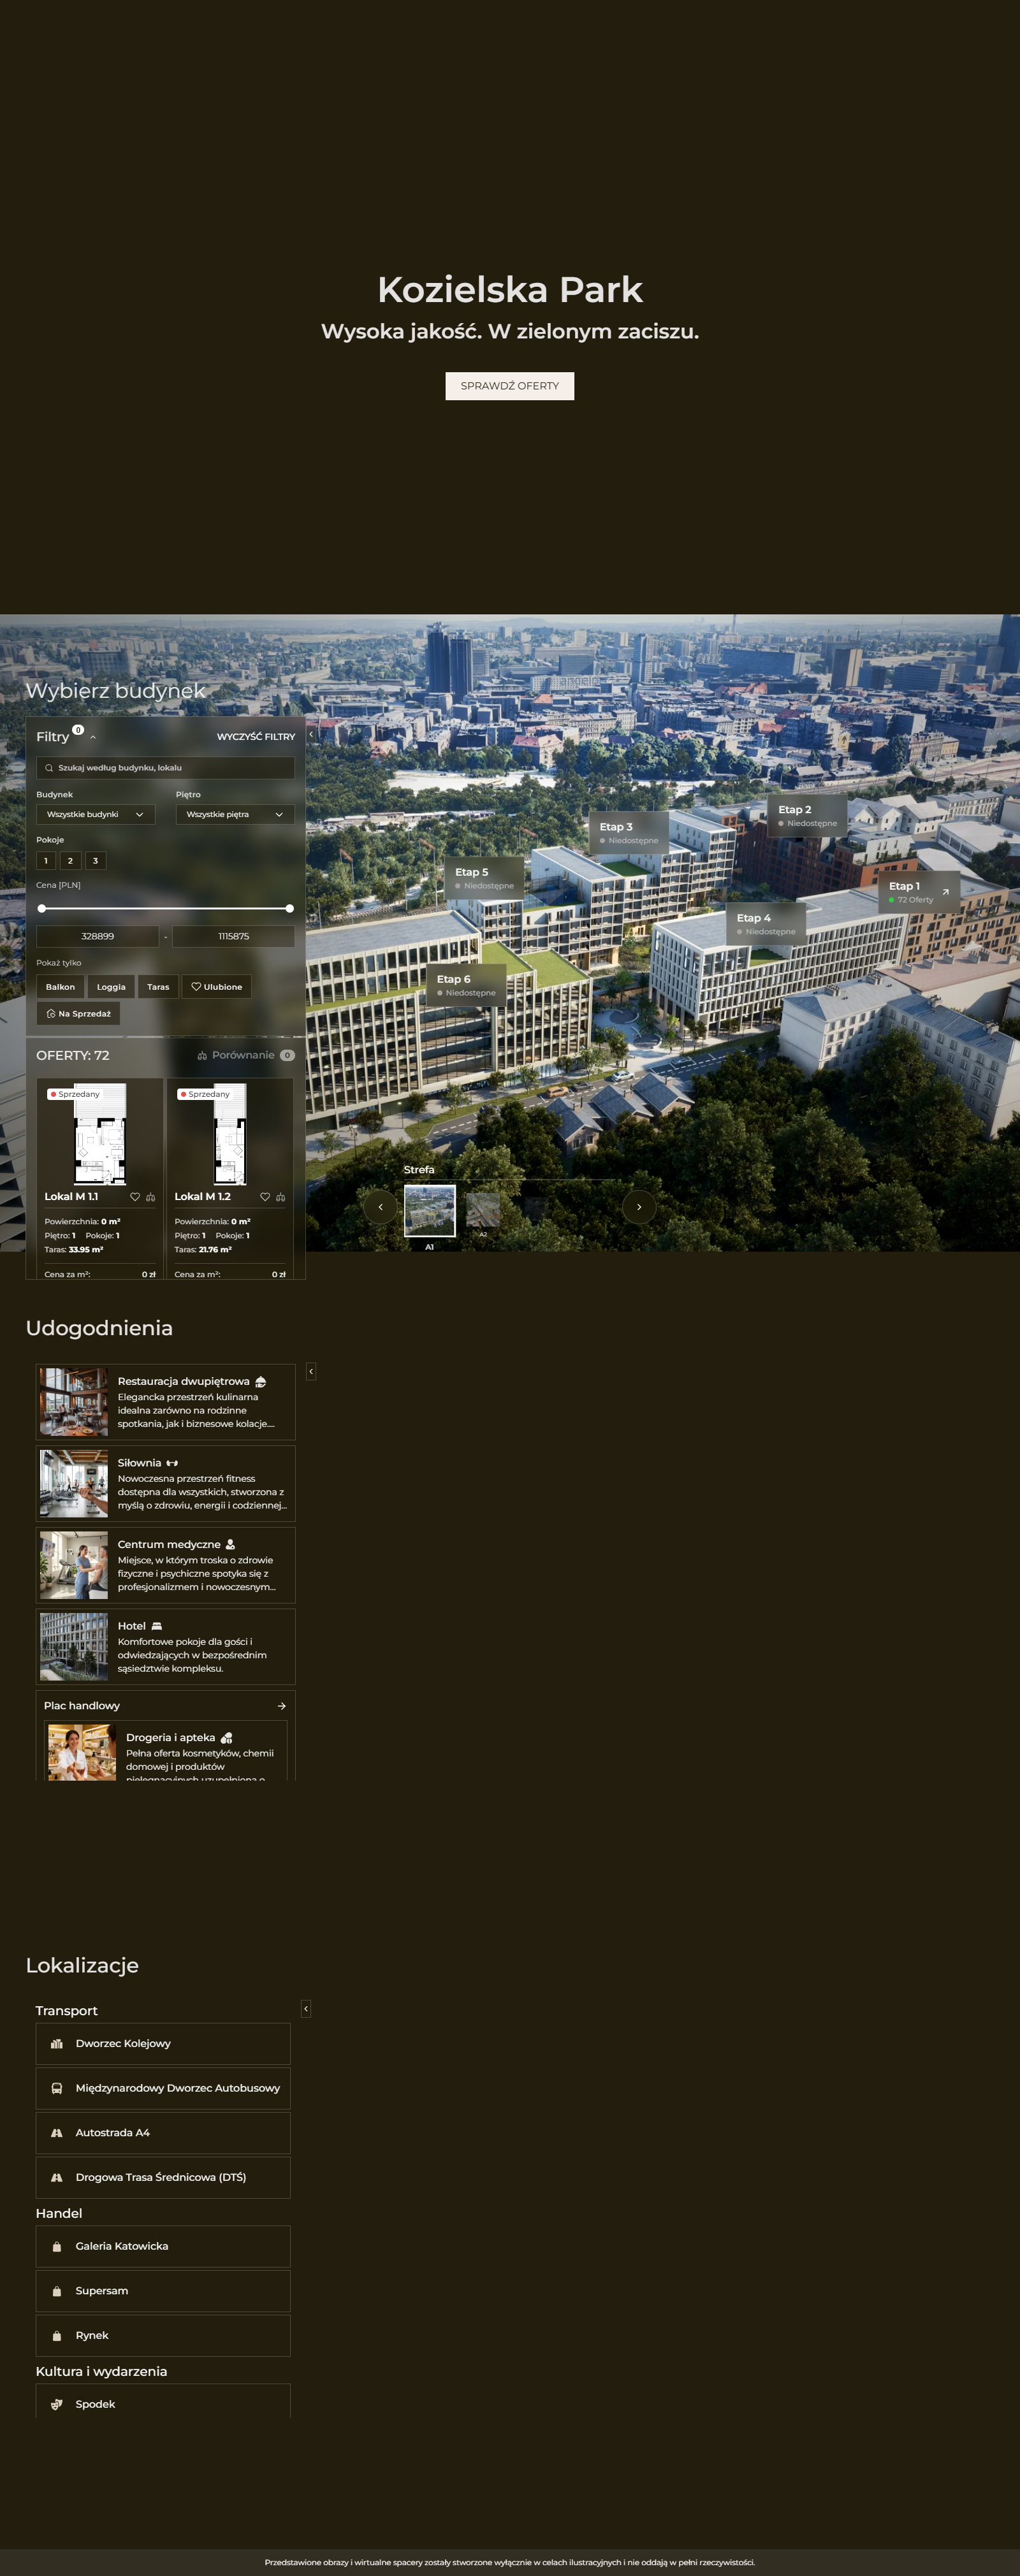 Kozielska Park
Wysoka jakość. W zielonym zaciszu.
SPRAWDŹ OFERTY
Wybierz budynek
Filtry 0
WYCZYŚĆ FILTRY
Szukaj według budynku, lokalu
Budynek
Piętro
Wszystkie budynki
Wszystkie piętra
Pokoje
1 2 3
Cena [PLN]
328899 - 1115875
Pokaż tylko
Balkon
Loggia
Taras
Ulubione
Na Sprzedaż
OFERTY: 72
Porównanie 0
Sprzedany
Lokal M 1.1
Powierzchnia: 0 m²
Piętro: 1 Pokoje: 1
Taras: 33.95 m²
Cena za m²: 0 zł
Sprzedany
Lokal M 1.2
Powierzchnia: 0 m²
Piętro: 1 Pokoje: 1
Taras: 21.76 m²
Cena za m²: 0 zł
Etap 2
Niedostępne
Etap 3
Niedostępne
Etap 5
Niedostępne
Etap 1
72 Oferty
Etap 4
Niedostępne
Etap 6
Niedostępne
Strefa
A1
A2
Udogodnienia
Restauracja dwupiętrowa
Elegancka przestrzeń kulinarna
idealna zarówno na rodzinne
spotkania, jak i biznesowe kolacje....
Siłownia
Nowoczesna przestrzeń fitness
dostępna dla wszystkich, stworzona z
myślą o zdrowiu, energii i codziennej...
Centrum medyczne
Miejsce, w którym troska o zdrowie
fizyczne i psychiczne spotyka się z
profesjonalizmem i nowoczesnym...
Hotel
Komfortowe pokoje dla gości i
odwiedzających w bezpośrednim
sąsiedztwie kompleksu.
Plac handlowy
Drogeria i apteka
Pełna oferta kosmetyków, chemii
domowej i produktów
pielęgnacyjnych uzupełniona o
Lokalizacje
Transport
Dworzec Kolejowy
Międzynarodowy Dworzec Autobusowy
Autostrada A4
Drogowa Trasa Średnicowa (DTŚ)
Handel
Galeria Katowicka
Supersam
Rynek
Kultura i wydarzenia
Spodek
Przedstawione obrazy i wirtualne spacery zostały stworzone wyłącznie w celach ilustracyjnych i nie oddają w pełni rzeczywistości.